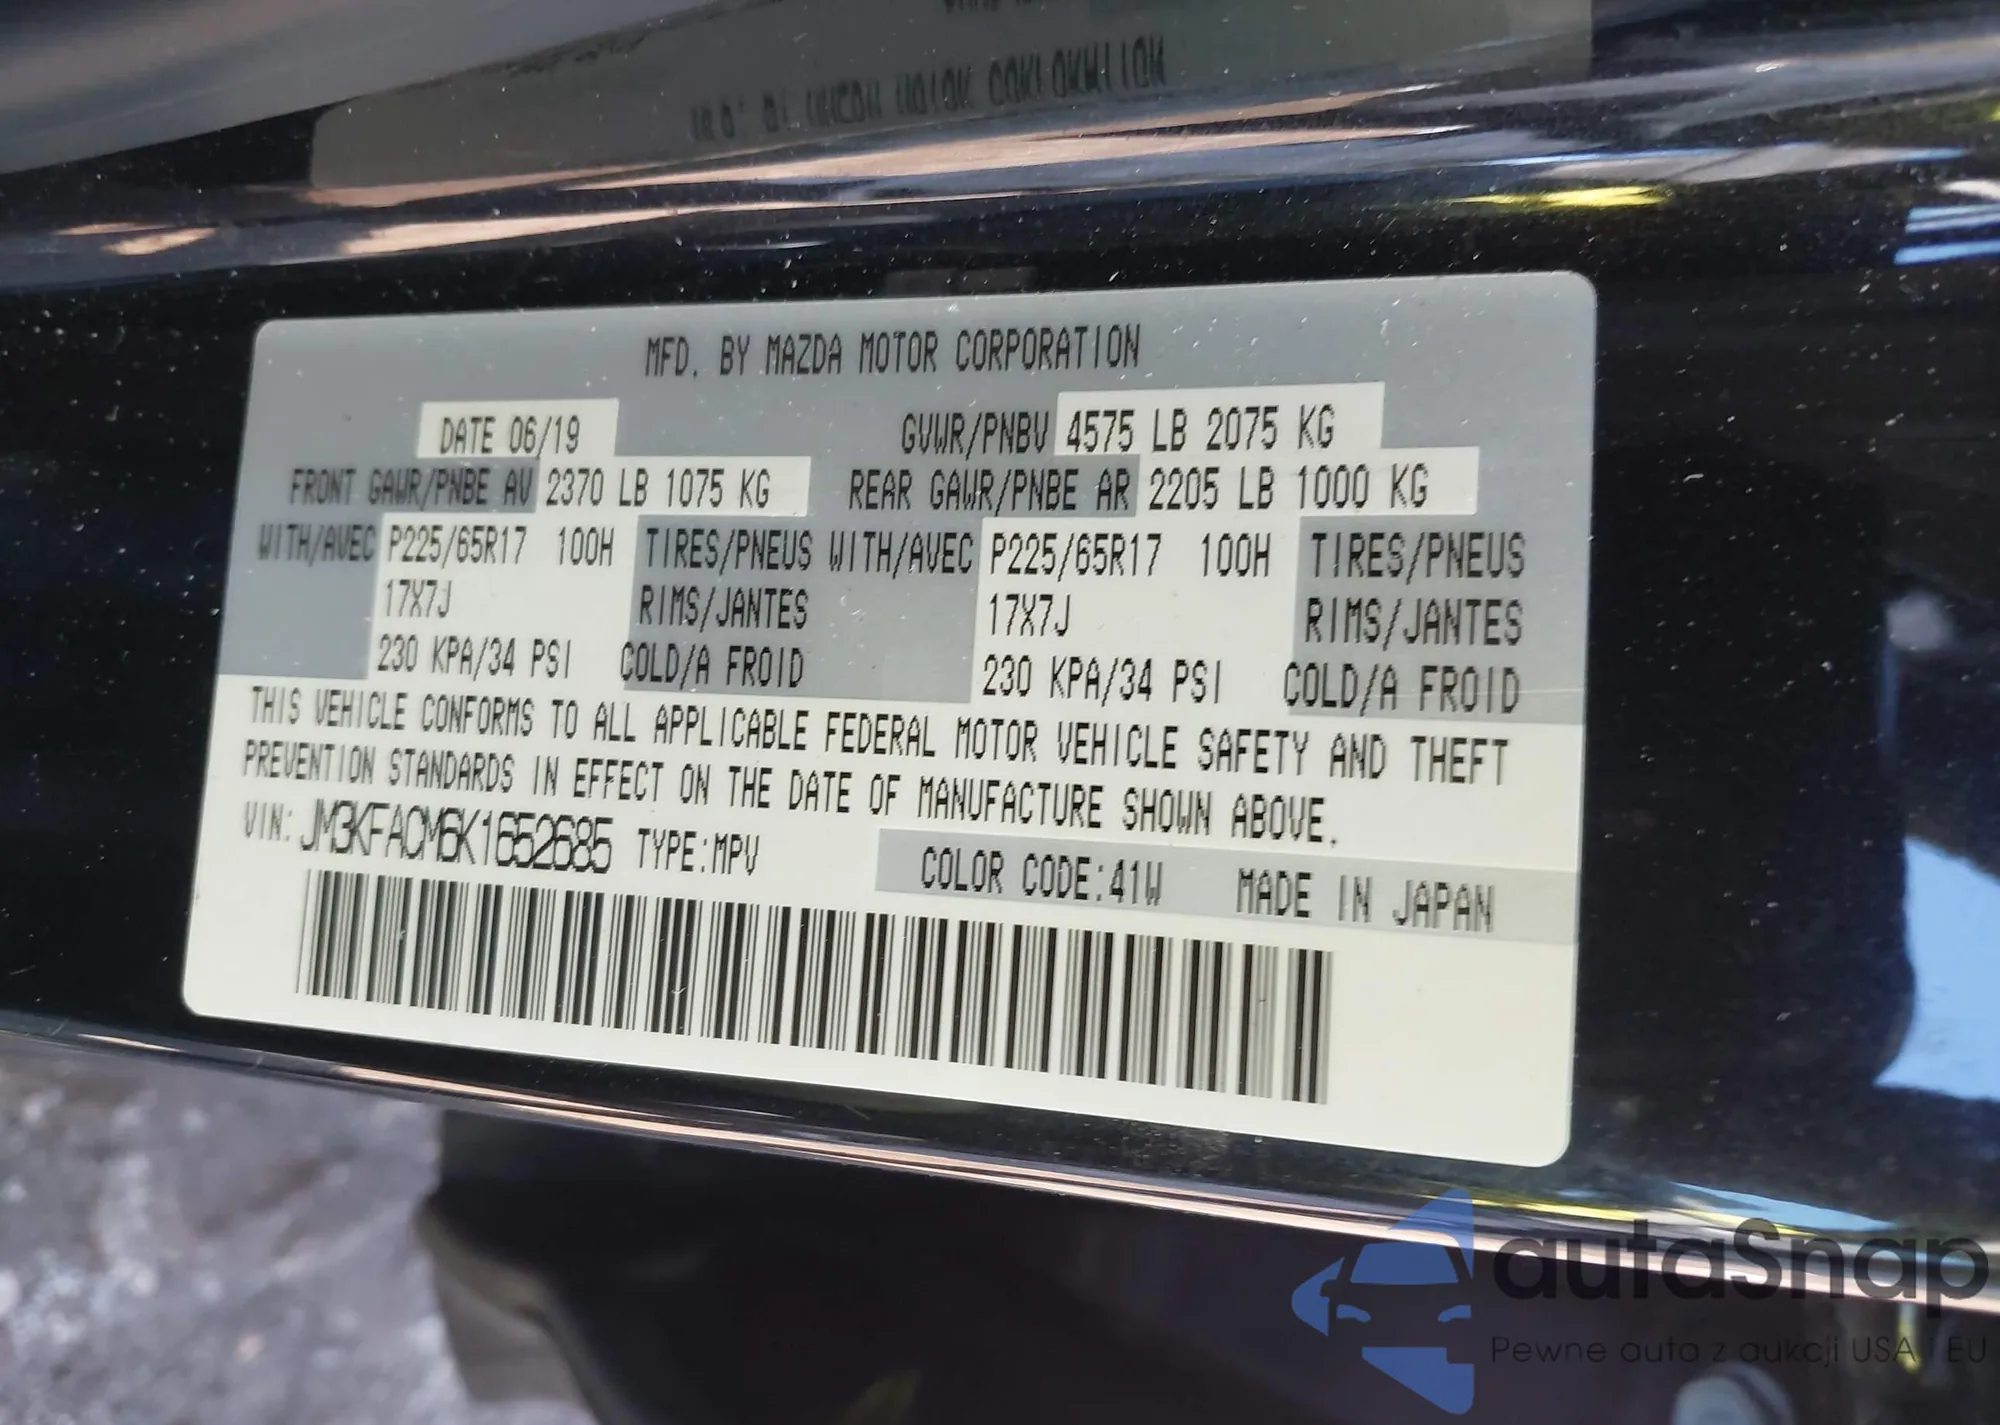 MFD. BY MAZDA MOTOR CORPORATION
DATE 06/19 GVWR/PNBV 4575 LB 2075 KG
FRONT GAWR/PNBE AV 2370 LB 1075 KG REAR GAWR/PNBE AR 2205 LB 1000 KG
WITH/AVEC P225/65R17 100H TIRES/PNEUS WITH/AVEC P225/65R17 100H TIRES/PNEUS
17X7J RIMS/JANTES 17X7J RIMS/JANTES
230 KPA/34 PSI COLD/A FROID 230 KPA/34 PSI COLD/A FROID
THIS VEHICLE CONFORMS TO ALL APPLICABLE FEDERAL MOTOR VEHICLE SAFETY AND THEFT
PREVENTION STANDARDS IN EFFECT ON THE DATE OF MANUFACTURE SHOWN ABOVE.
VIN: JM3KFACM6K1652685 TYPE:MPV COLOR CODE:41W MADE IN JAPAN
autaSnap
Pewne auta z aukcji USA i EU